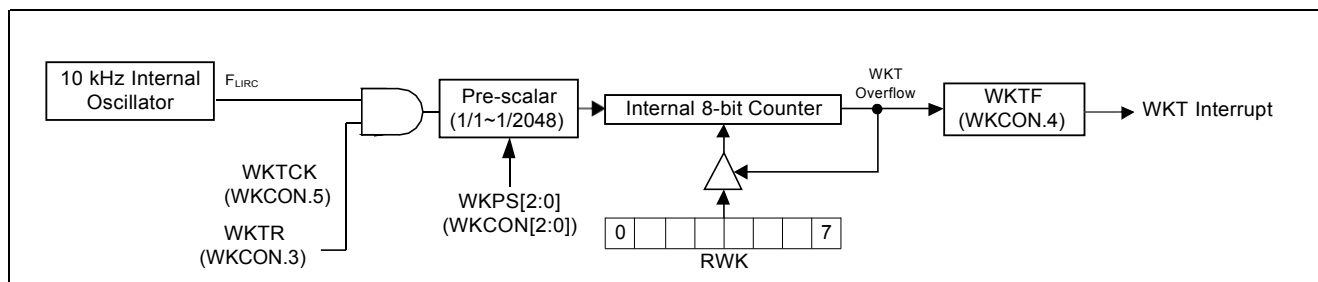 10 kHz Internal
Oscillator
FLIRC
WKTCK
(WKCON.5)
WKTR
(WKCON.3)
Pre-scalar
(1/1~1/2048)
WKPS[2:0]
(WKCON[2:0])
Internal 8-bit Counter
0 7
RWK
WKT
Overflow
WKTF
(WKCON.4)
WKT Interrupt